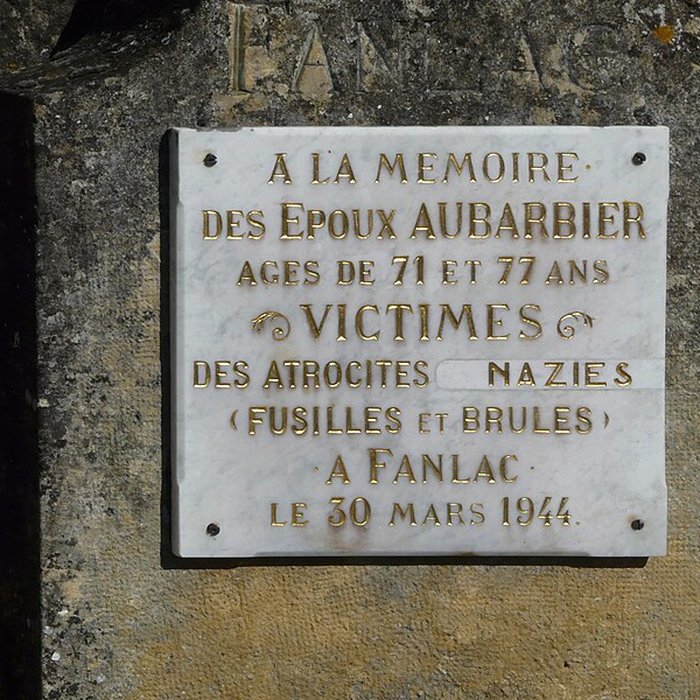 FANLAC
A LA MEMOIRE
DES EPOUX AUBARBIER
AGES DE 71 ET 77 ANS
VICTIMES
DES ATROCITES NAZIES
(FUSILLES ET BRULES)
A FANLAC
LE 30 MARS 1944.